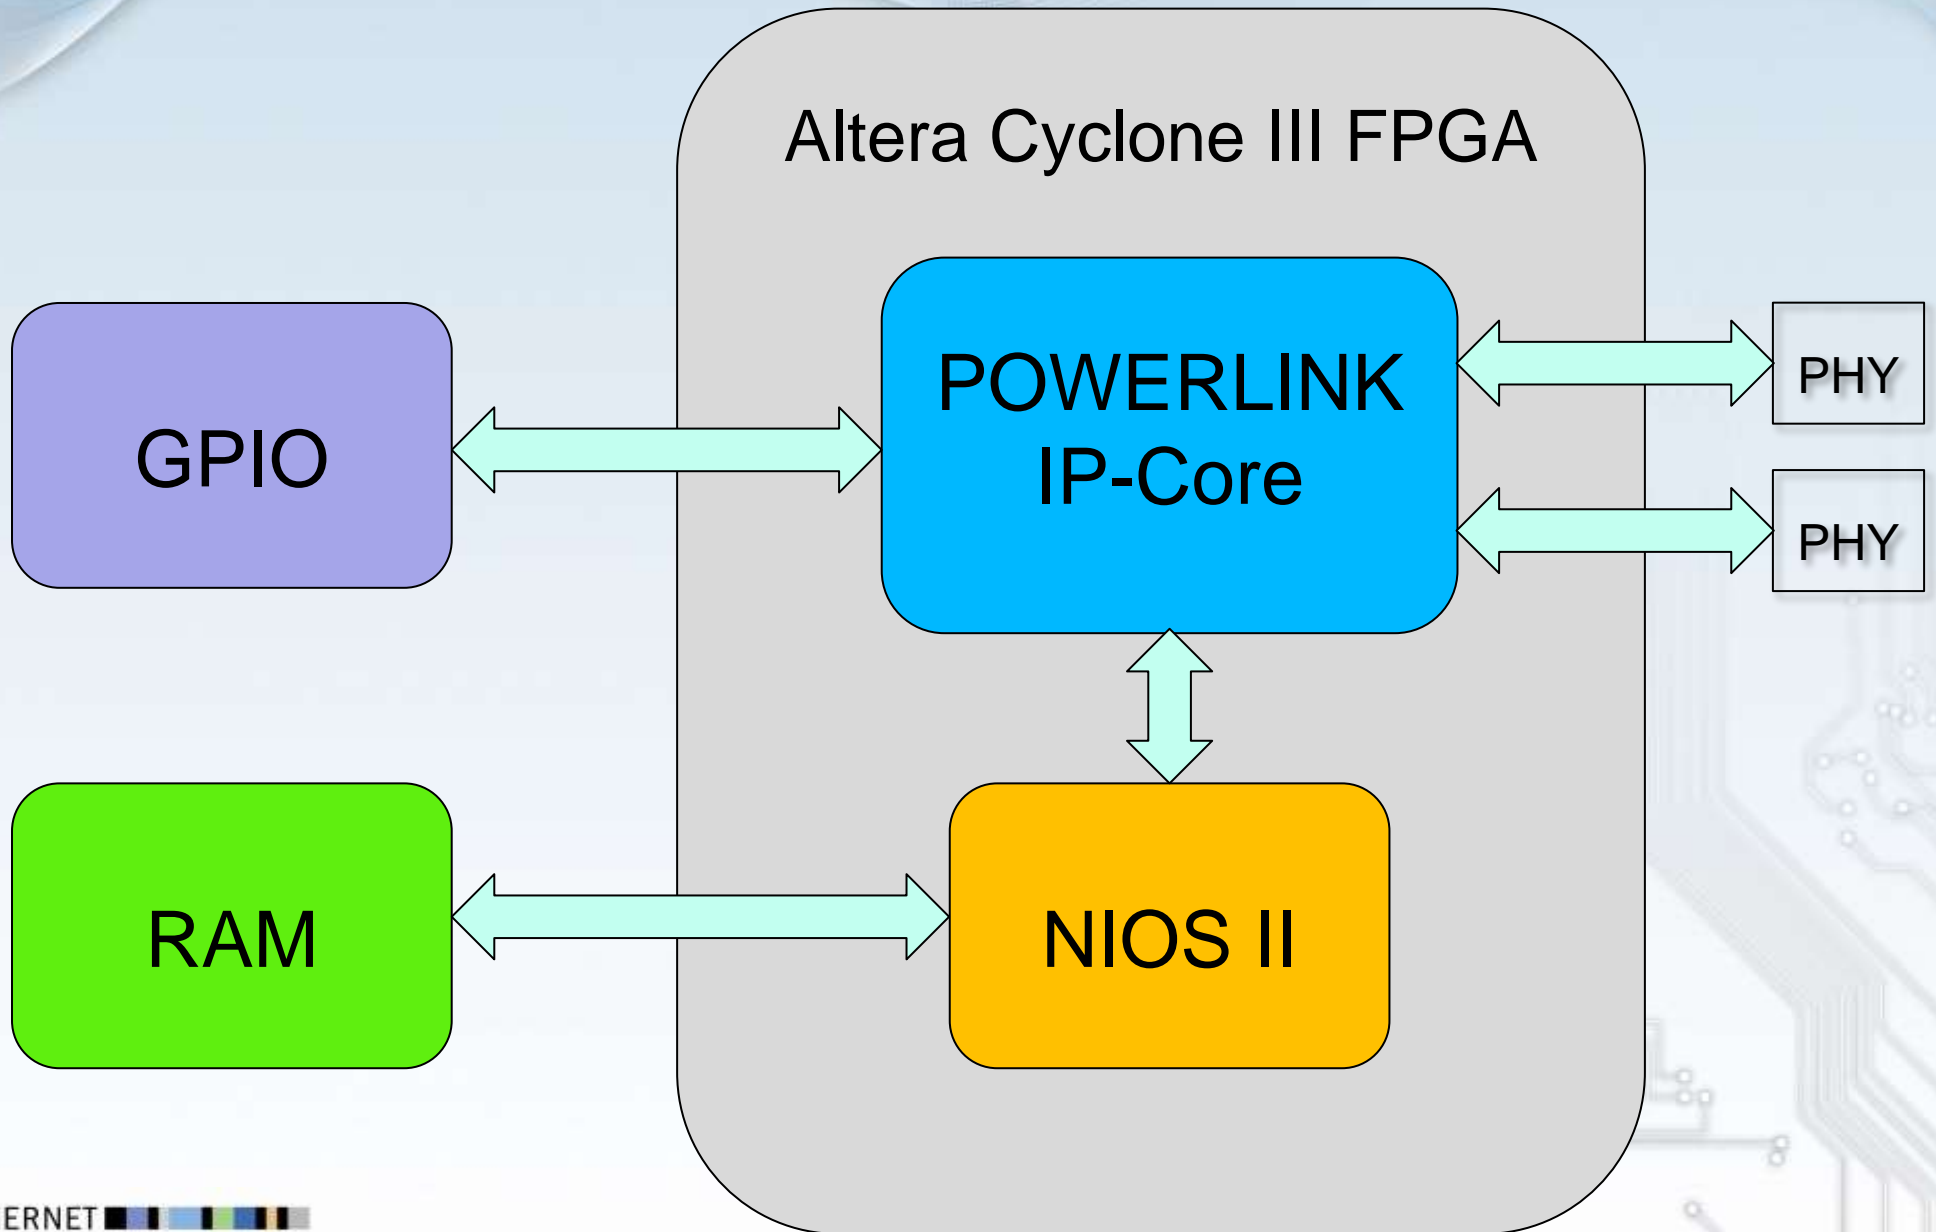 Altera Cyclone III FPGA
POWERLINK
IP-Core
GPIO
PHY
PHY
RAM
NIOS II
ERNET